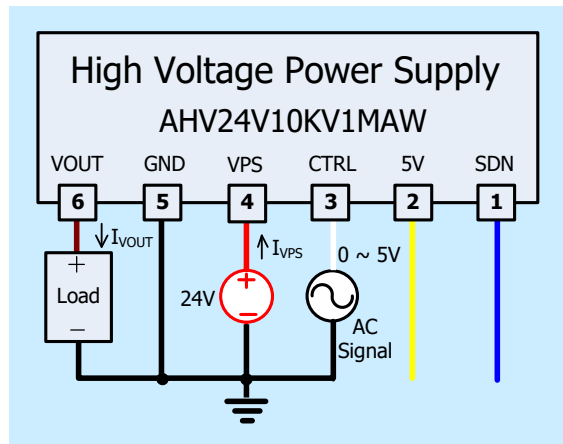 High Voltage Power Supply
AHV24V10KV1MAW
VOUT GND VPS CTRL 5V SDN
6 5 4 3 2 1
↓IVOUT ↑IVPS 0 ~ 5V
+ +
Load 24V
− −
AC
Signal